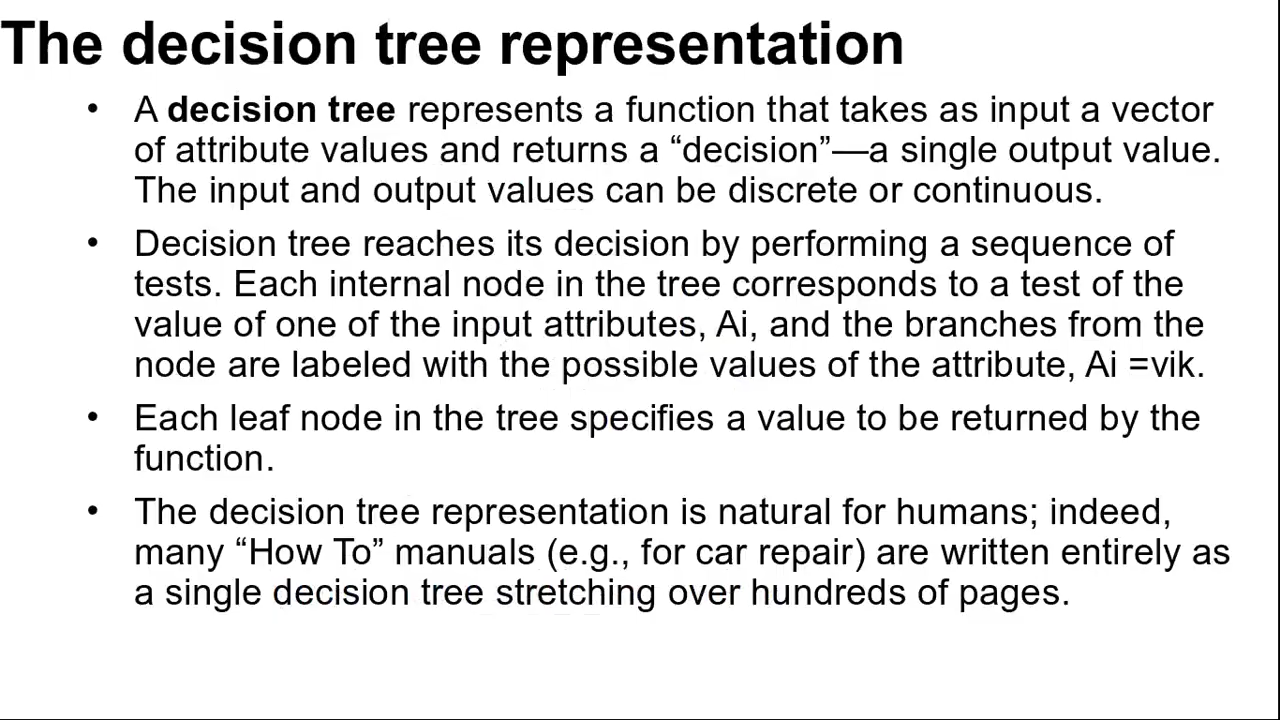 The decision tree representation
• A decision tree represents a function that takes as input a vector
of attribute values and returns a “decision”—a single output value.
The input and output values can be discrete or continuous.
• Decision tree reaches its decision by performing a sequence of
tests. Each internal node in the tree corresponds to a test of the
value of one of the input attributes, Ai, and the branches from the
node are labeled with the possible values of the attribute, Ai =vik.
• Each leaf node in the tree specifies a value to be returned by the
function.
• The decision tree representation is natural for humans; indeed,
many “How To” manuals (e.g., for car repair) are written entirely as
a single decision tree stretching over hundreds of pages.